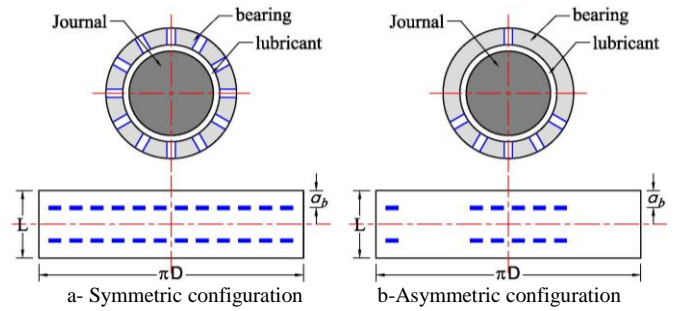 Journal
bearing
lubricant
L
a_b
πD
a- Symmetric configuration
Journal
bearing
lubricant
L
a_b
πD
b-Asymmetric configuration